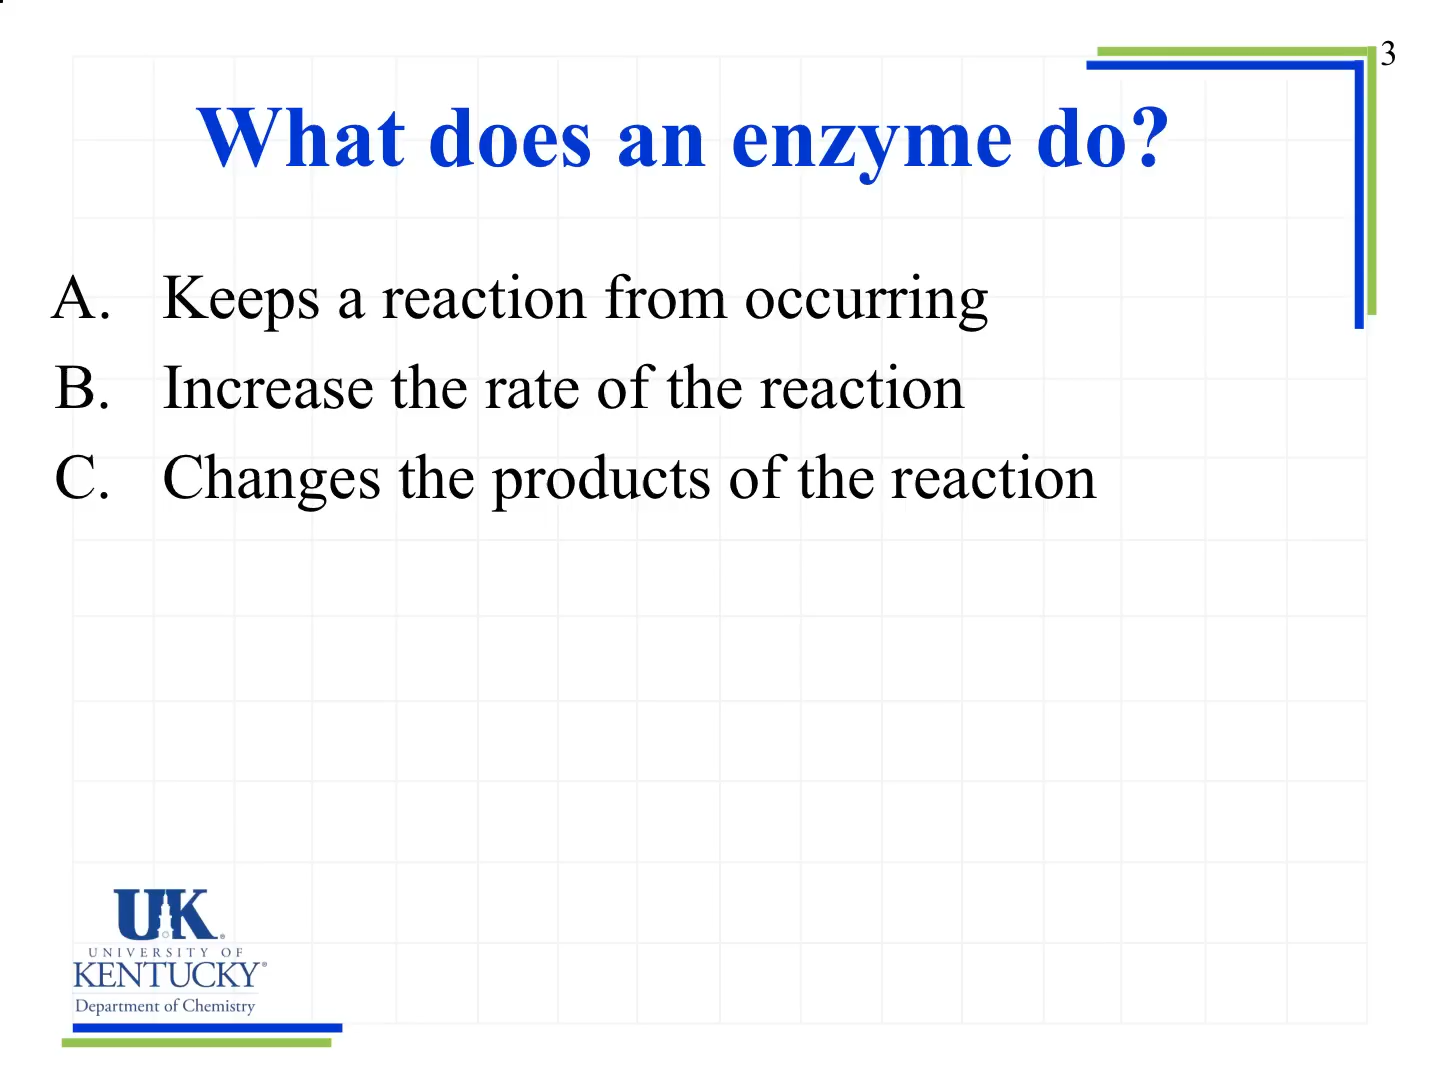 3
What does an enzyme do?
A. Keeps a reaction from occurring
B. Increase the rate of the reaction
C. Changes the products of the reaction
UK
UNIVERSITY OF
KENTUCKY®
Department of Chemistry